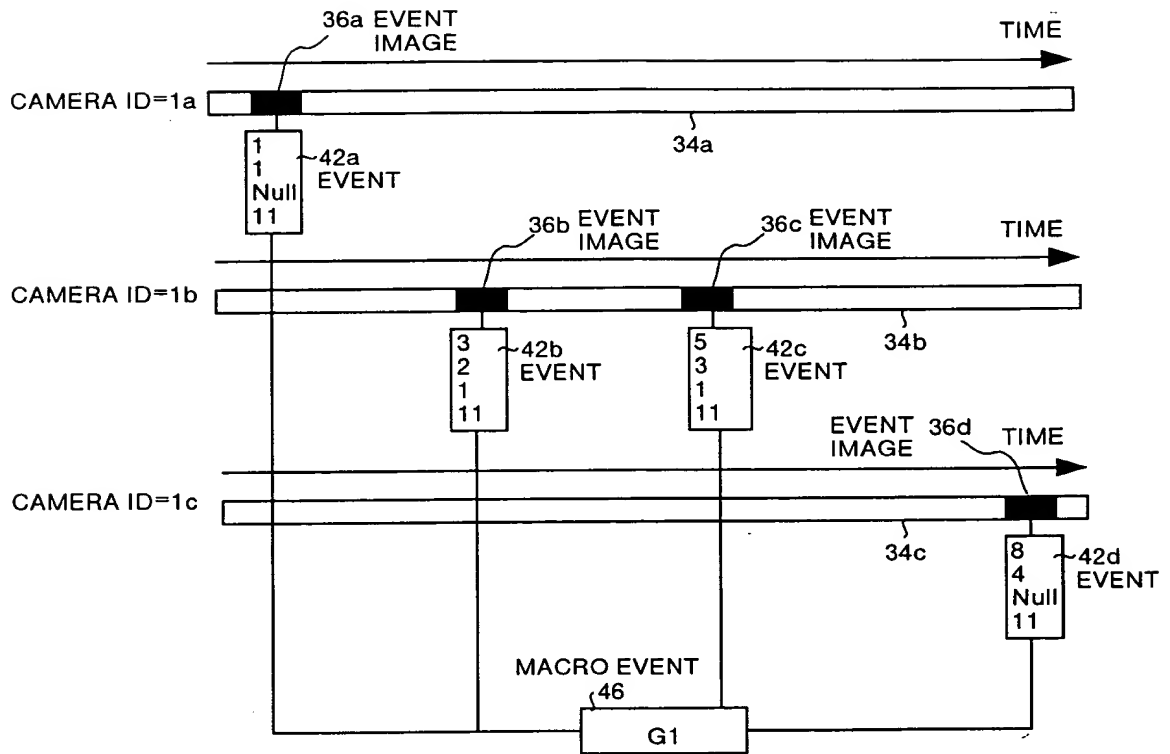 36a EVENT
IMAGE
TIME
CAMERA ID=1a
34a
1
1
Null
11
42a
EVENT
36b EVENT
IMAGE
36c EVENT
IMAGE
TIME
CAMERA ID=1b
34b
3
2
1
11
42b
EVENT
5
3
1
11
42c
EVENT
EVENT
IMAGE
36d
TIME
CAMERA ID=1c
34c
8
4
Null
11
42d
EVENT
MACRO EVENT
46
G1